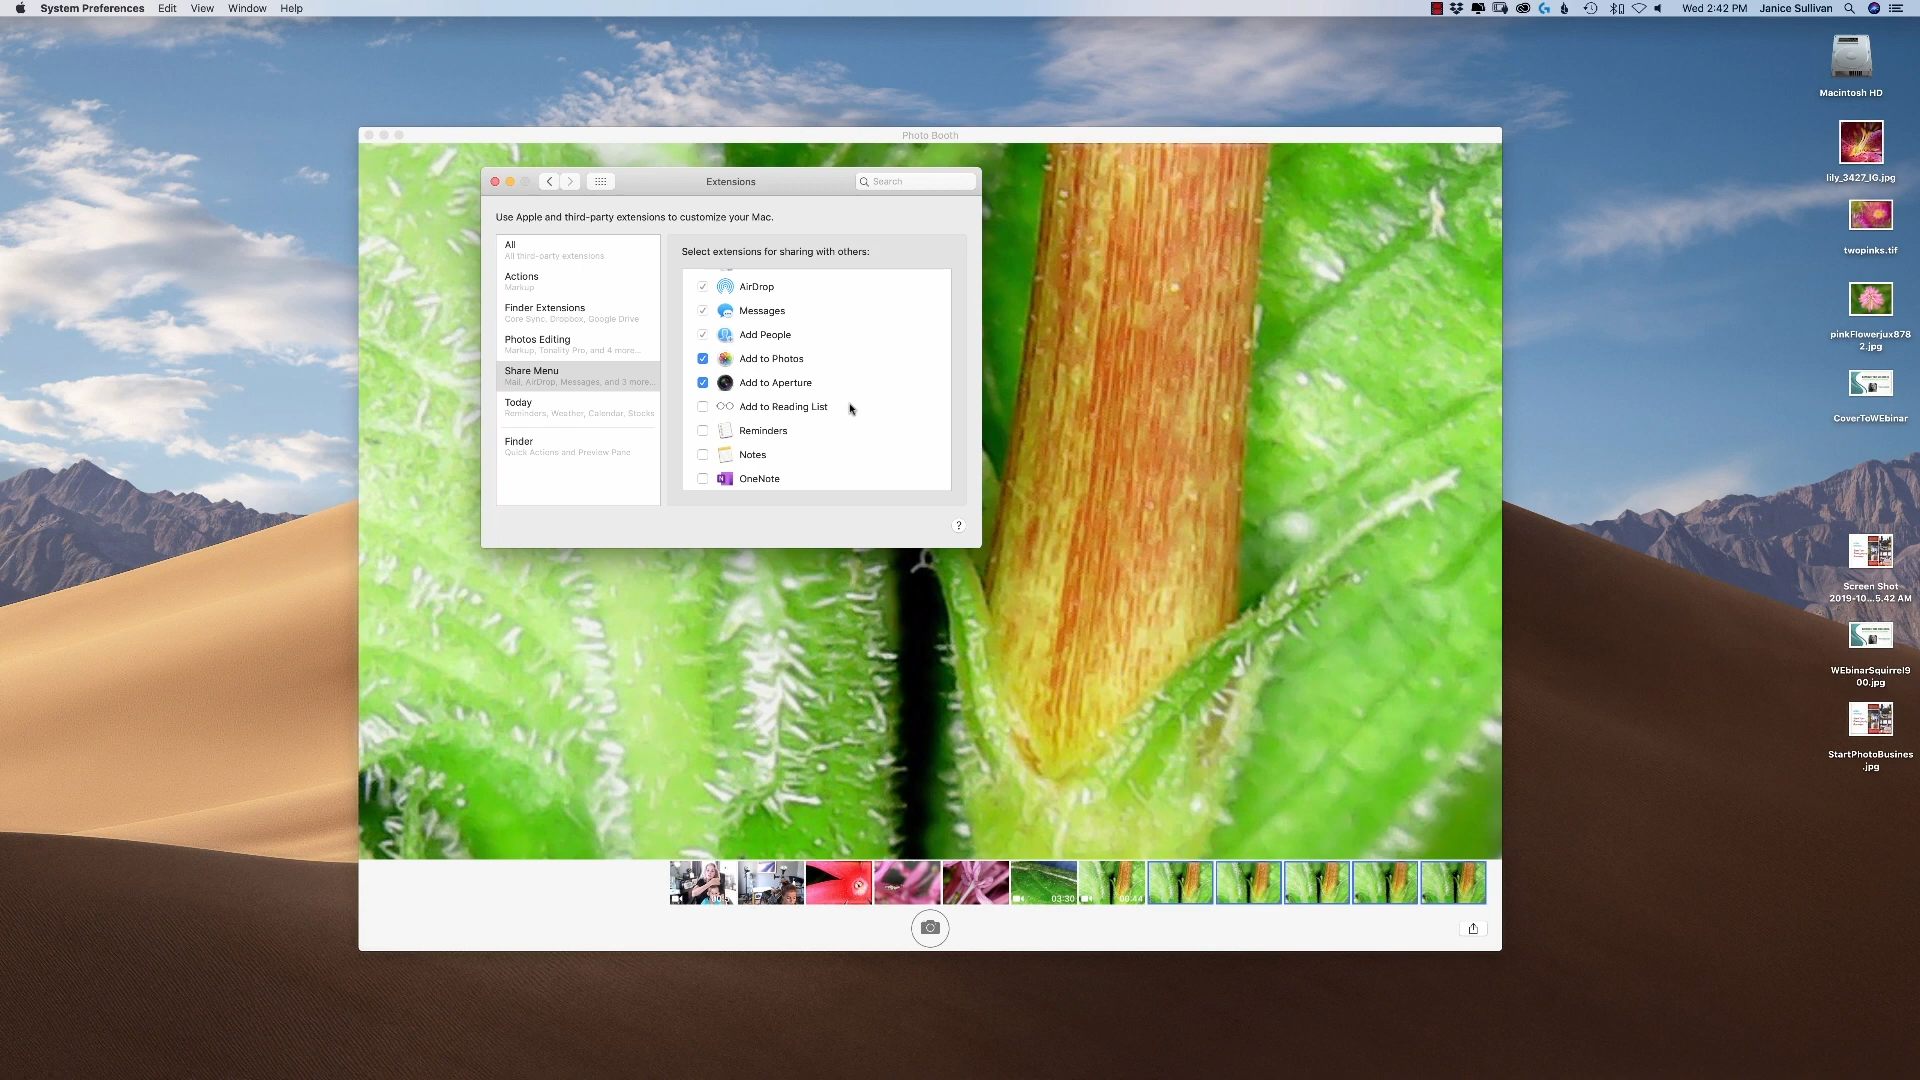 System Preferences Edit View Window Help
Wed 2:42 PM Janice Sullivan
Macintosh HD
lily_3427_IG.jpg
twopinks.tif
pinkFlowerjux878
2.jpg
CoverToWEbinar
Screen Shot
2019-10...5.42 AM
WEbinarSquirrel9
00.jpg
StartPhotoBusines
.jpg
Photo Booth
Extensions
Search
Use Apple and third-party extensions to customize your Mac.
All
All third-party extensions
Actions
Markup
Finder Extensions
Core Sync, Dropbox, Google Drive
Photos Editing
Markup, Tonality Pro, and 4 more...
Share Menu
Mail, AirDrop, Messages, and 3 more...
Today
Reminders, Weather, Calendar, Stocks
Finder
Quick Actions and Preview Pane
Select extensions for sharing with others:
AirDrop
Messages
Add People
Add to Photos
Add to Aperture
Add to Reading List
Reminders
Notes
N OneNote
?
03:30
00:44